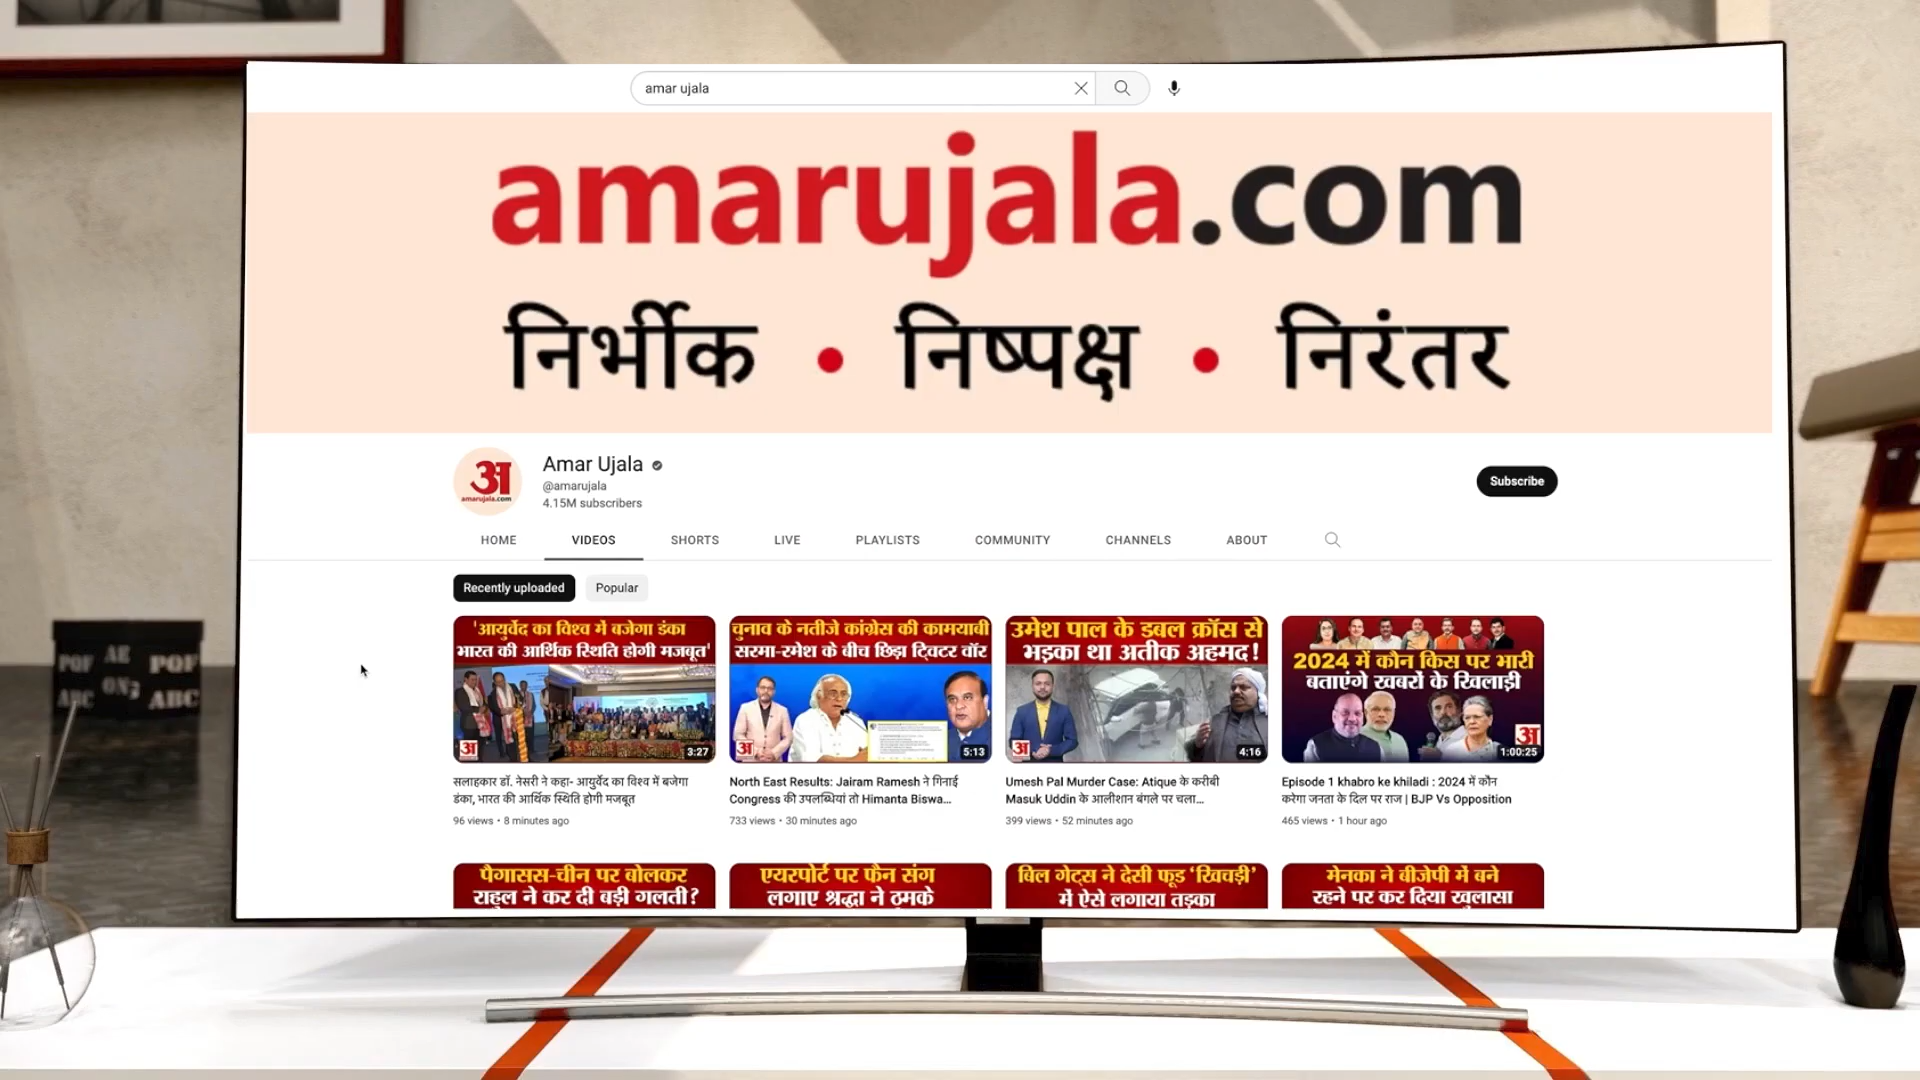 amar ujala
amarujala.com
निर्भीक • निष्पक्ष • निरंतर
अ
amarujala.com
Amar Ujala
@amarujala
4.15M subscribers
Subscribe
HOME VIDEOS SHORTS LIVE PLAYLISTS COMMUNITY CHANNELS ABOUT
Recently uploaded Popular
'आयुर्वेद का विश्व में बजेगा डंका
भारत की आर्थिक स्थिति होगी मजबूत'
अ
3:27
सलाहकार डॉ. नेसरी ने कहा- आयुर्वेद का विश्व में बजेगा
डंका, भारत की आर्थिक स्थिति होगी मजबूत
96 views • 8 minutes ago
चुनाव के नतीजे कांग्रेस की कामयाबी
सरमा-रमेश के बीच छिड़ा ट्विटर वॉर
अ
5:13
North East Results: Jairam Ramesh ने गिनाई
Congress की उपलब्धियां तो Himanta Biswa...
733 views • 30 minutes ago
उमेश पाल के डबल क्रॉस से
भड़का था अतीक अहमद!
अ
4:16
Umesh Pal Murder Case: Atique के करीबी
Masuk Uddin के आलीशान बंगले पर चला...
399 views • 52 minutes ago
2024 में कौन किस पर भारी
बताएंगे खबरों के खिलाड़ी
अ
1:00:25
Episode 1 khabro ke khiladi : 2024 में कौन
करेगा जनता के दिल पर राज | BJP Vs Opposition
465 views • 1 hour ago
पैगासस-चीन पर बोलकर
राहुल ने कर दी बड़ी गलती?
एयरपोर्ट पर फैन संग
लगाए श्रद्धा ने ठुमके
बिल गेट्स ने देसी फूड 'खिचड़ी'
में ऐसे लगाया तड़का
मेनका ने बीजेपी में बने
रहने पर कर दिया खुलासा
PQF AE PQF
ABC ABC